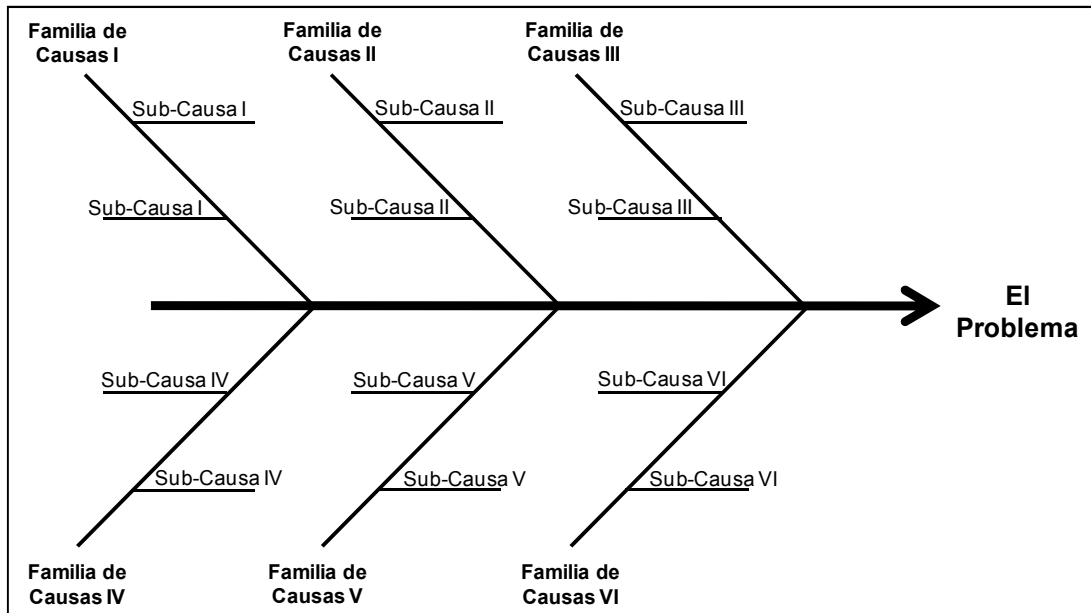 Familia de
Causas I
Familia de
Causas II
Familia de
Causas III
Sub-Causa I
Sub-Causa II
Sub-Causa III
Sub-Causa I
Sub-Causa II
Sub-Causa III
El
Problema
Sub-Causa IV
Sub-Causa V
Sub-Causa VI
Sub-Causa IV
Sub-Causa V
Sub-Causa VI
Familia de
Causas IV
Familia de
Causas V
Familia de
Causas VI